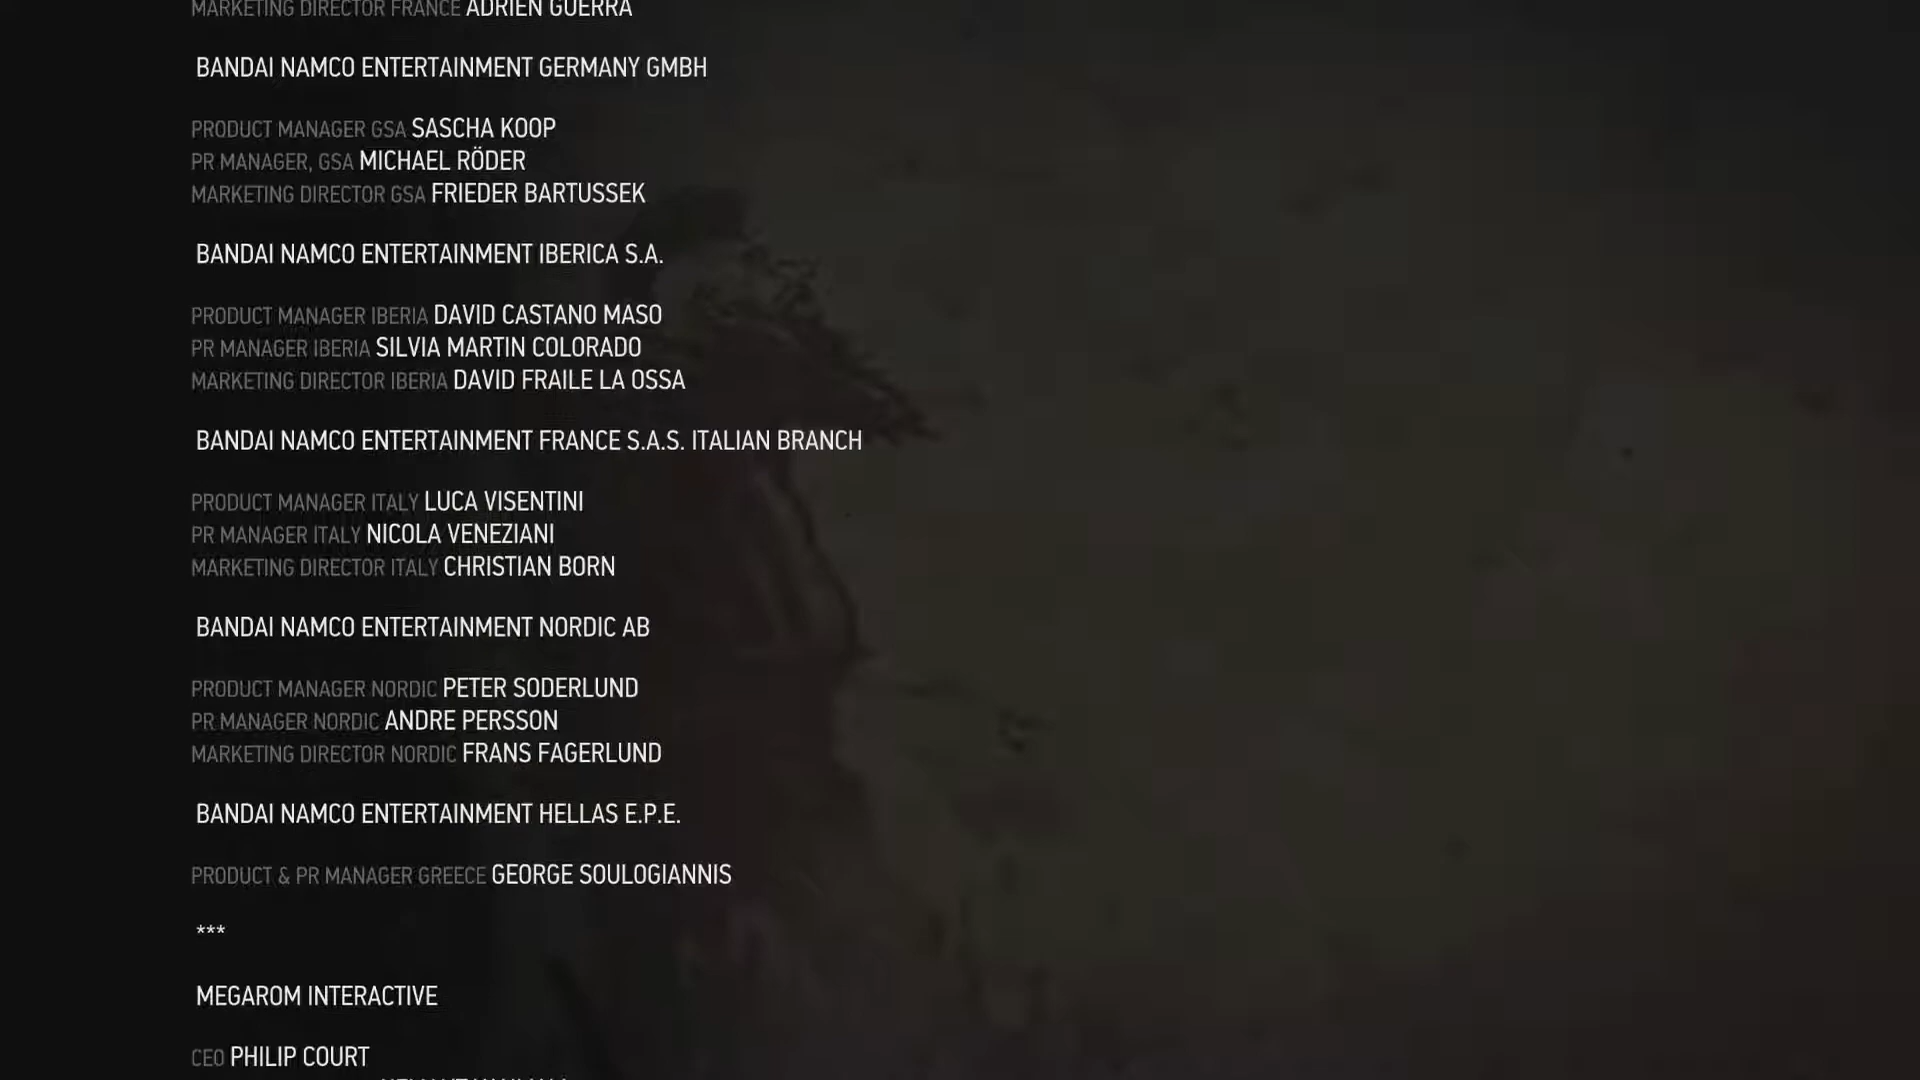 MARKETING DIRECTOR FRANCE ADRIEN GUERRA
BANDAI NAMCO ENTERTAINMENT GERMANY GMBH
PRODUCT MANAGER GSA SASCHA KOOP
PR MANAGER, GSA MICHAEL RÖDER
MARKETING DIRECTOR GSA FRIEDER BARTUSSEK
BANDAI NAMCO ENTERTAINMENT IBERICA S.A.
PRODUCT MANAGER IBERIA DAVID CASTANO MASO
PR MANAGER IBERIA SILVIA MARTIN COLORADO
MARKETING DIRECTOR IBERIA DAVID FRAILE LA OSSA
BANDAI NAMCO ENTERTAINMENT FRANCE S.A.S. ITALIAN BRANCH
PRODUCT MANAGER ITALY LUCA VISENTINI
PR MANAGER ITALY NICOLA VENEZIANI
MARKETING DIRECTOR ITALY CHRISTIAN BORN
BANDAI NAMCO ENTERTAINMENT NORDIC AB
PRODUCT MANAGER NORDIC PETER SODERLUND
PR MANAGER NORDIC ANDRE PERSSON
MARKETING DIRECTOR NORDIC FRANS FAGERLUND
BANDAI NAMCO ENTERTAINMENT HELLAS E.P.E.
PRODUCT & PR MANAGER GREECE GEORGE SOULOGIANNIS
***
MEGAROM INTERACTIVE
CEO PHILIP COURT